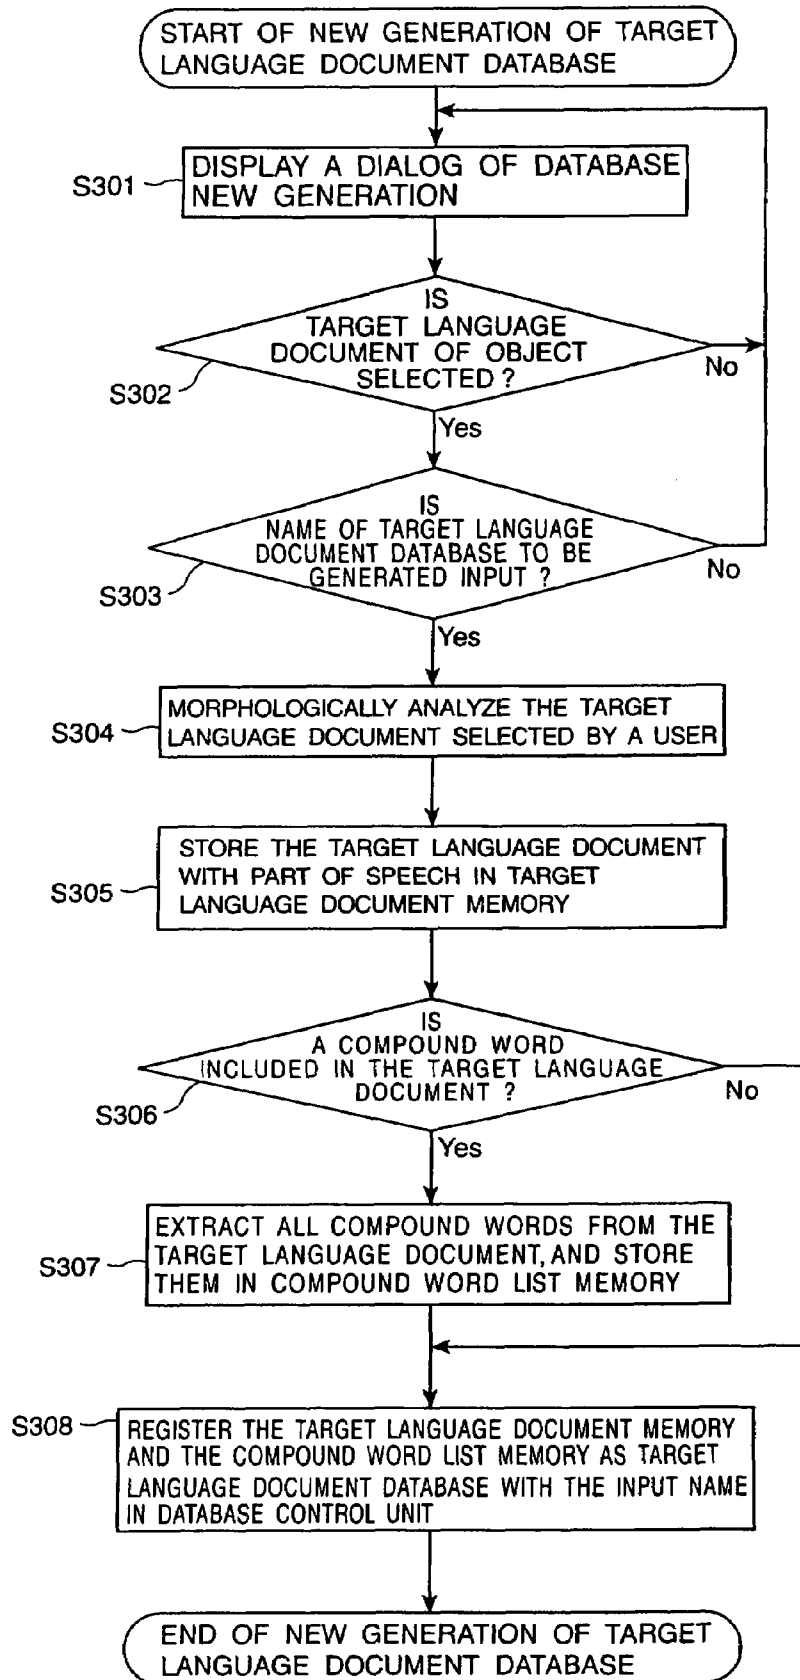 START OF NEW GENERATION OF TARGET
LANGUAGE DOCUMENT DATABASE
S301
DISPLAY A DIALOG OF DATABASE
NEW GENERATION
IS
TARGET LANGUAGE
DOCUMENT OF OBJECT
SELECTED ?
No
S302
Yes
IS
NAME OF TARGET LANGUAGE
DOCUMENT DATABASE TO BE
GENERATED INPUT ?
No
S303
Yes
S304
MORPHOLOGICALLY ANALYZE THE TARGET
LANGUAGE DOCUMENT SELECTED BY A USER
S305
STORE THE TARGET LANGUAGE DOCUMENT
WITH PART OF SPEECH IN TARGET
LANGUAGE DOCUMENT MEMORY
IS
A COMPOUND WORD
INCLUDED IN THE TARGET LANGUAGE
DOCUMENT ?
No
S306
Yes
S307
EXTRACT ALL COMPOUND WORDS FROM THE
TARGET LANGUAGE DOCUMENT, AND STORE
THEM IN COMPOUND WORD LIST MEMORY
S308
REGISTER THE TARGET LANGUAGE DOCUMENT MEMORY
AND THE COMPOUND WORD LIST MEMORY AS TARGET
LANGUAGE DOCUMENT DATABASE WITH THE INPUT NAME
IN DATABASE CONTROL UNIT
END OF NEW GENERATION OF TARGET
LANGUAGE DOCUMENT DATABASE